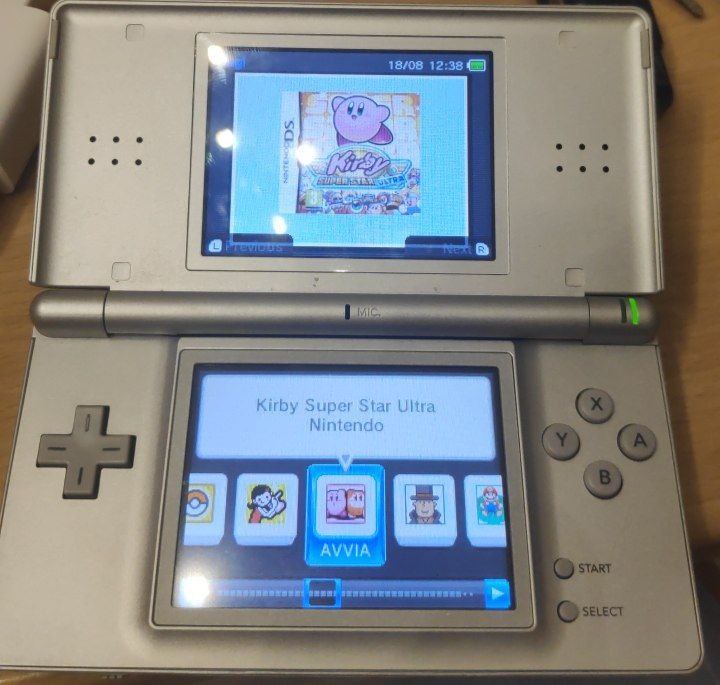 18/08 12:38
NINTENDO DS
Kirby
SUPER STAR ULTRA
L Previous
Next R
MIC.
Kirby Super Star Ultra
Nintendo
AVVIA
X
Y
A
B
START
SELECT